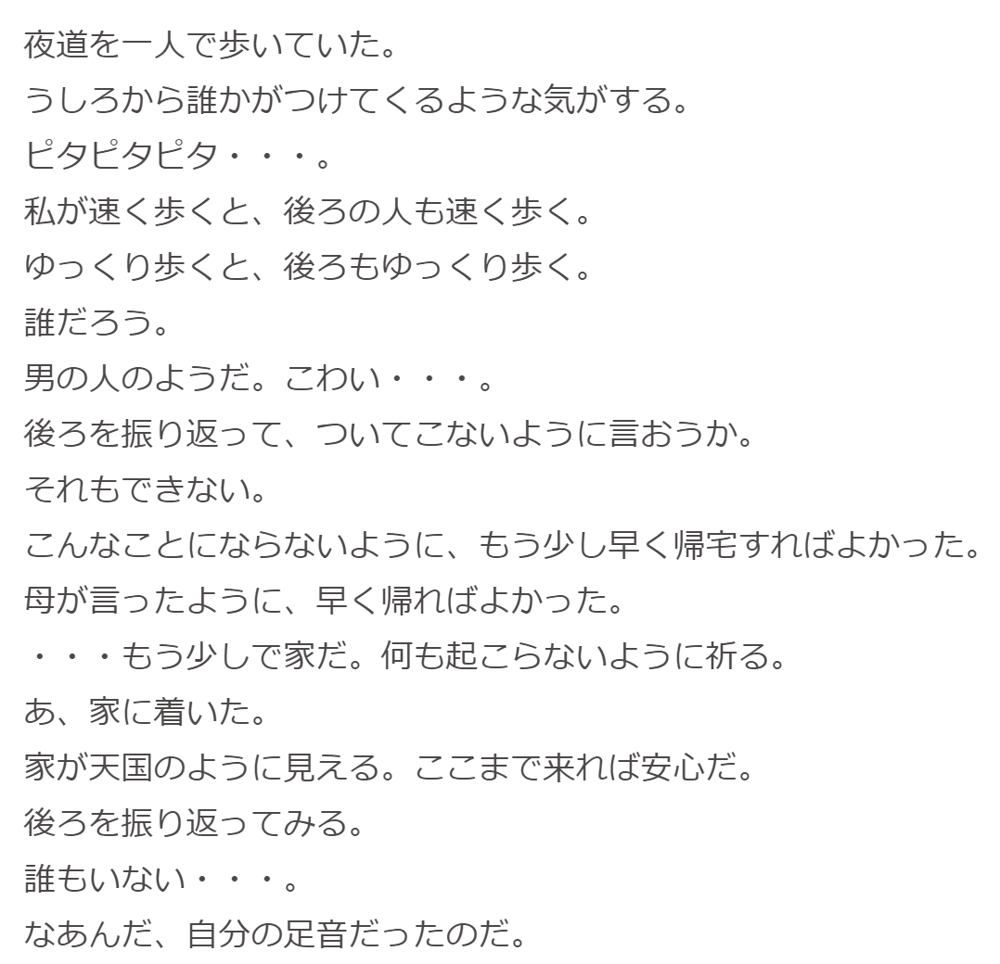 夜道を一人で歩いていた。
うしろから誰かがつけてくるような気がする。
ピタピタピタ・・・。
私が速く歩くと、後ろの人も速く歩く。
ゆっくり歩くと、後ろもゆっくり歩く。
誰だろう。
男の人のようだ。こわい・・・。
後ろを振り返って、ついてこないように言おうか。
それもできない。
こんなことにならないように、もう少し早く帰宅すればよかった。
母が言ったように、早く帰ればよかった。
・・・もう少しで家だ。何も起こらないように祈る。
あ、家に着いた。
家が天国のように見える。ここまで来れば安心だ。
後ろを振り返ってみる。
誰もいない・・・。
なあんだ、自分の足音だったのだ。